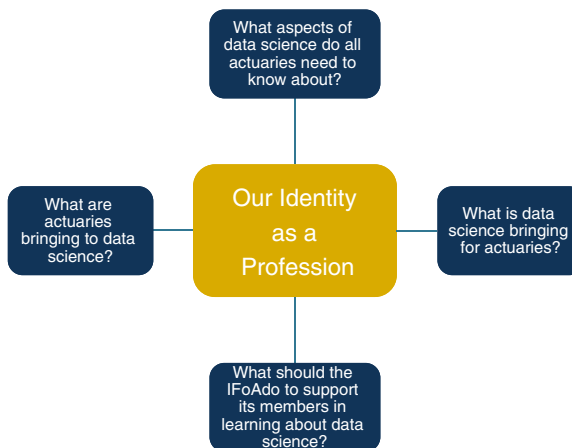 What aspects of
data science do all
actuaries need to
know about?
What are
actuaries
bringing to data
science?
Our Identity
as a
Profession
What is data
science bringing
for actuaries?
What should the
IFoAdo to support
its members in
learning about data
science?